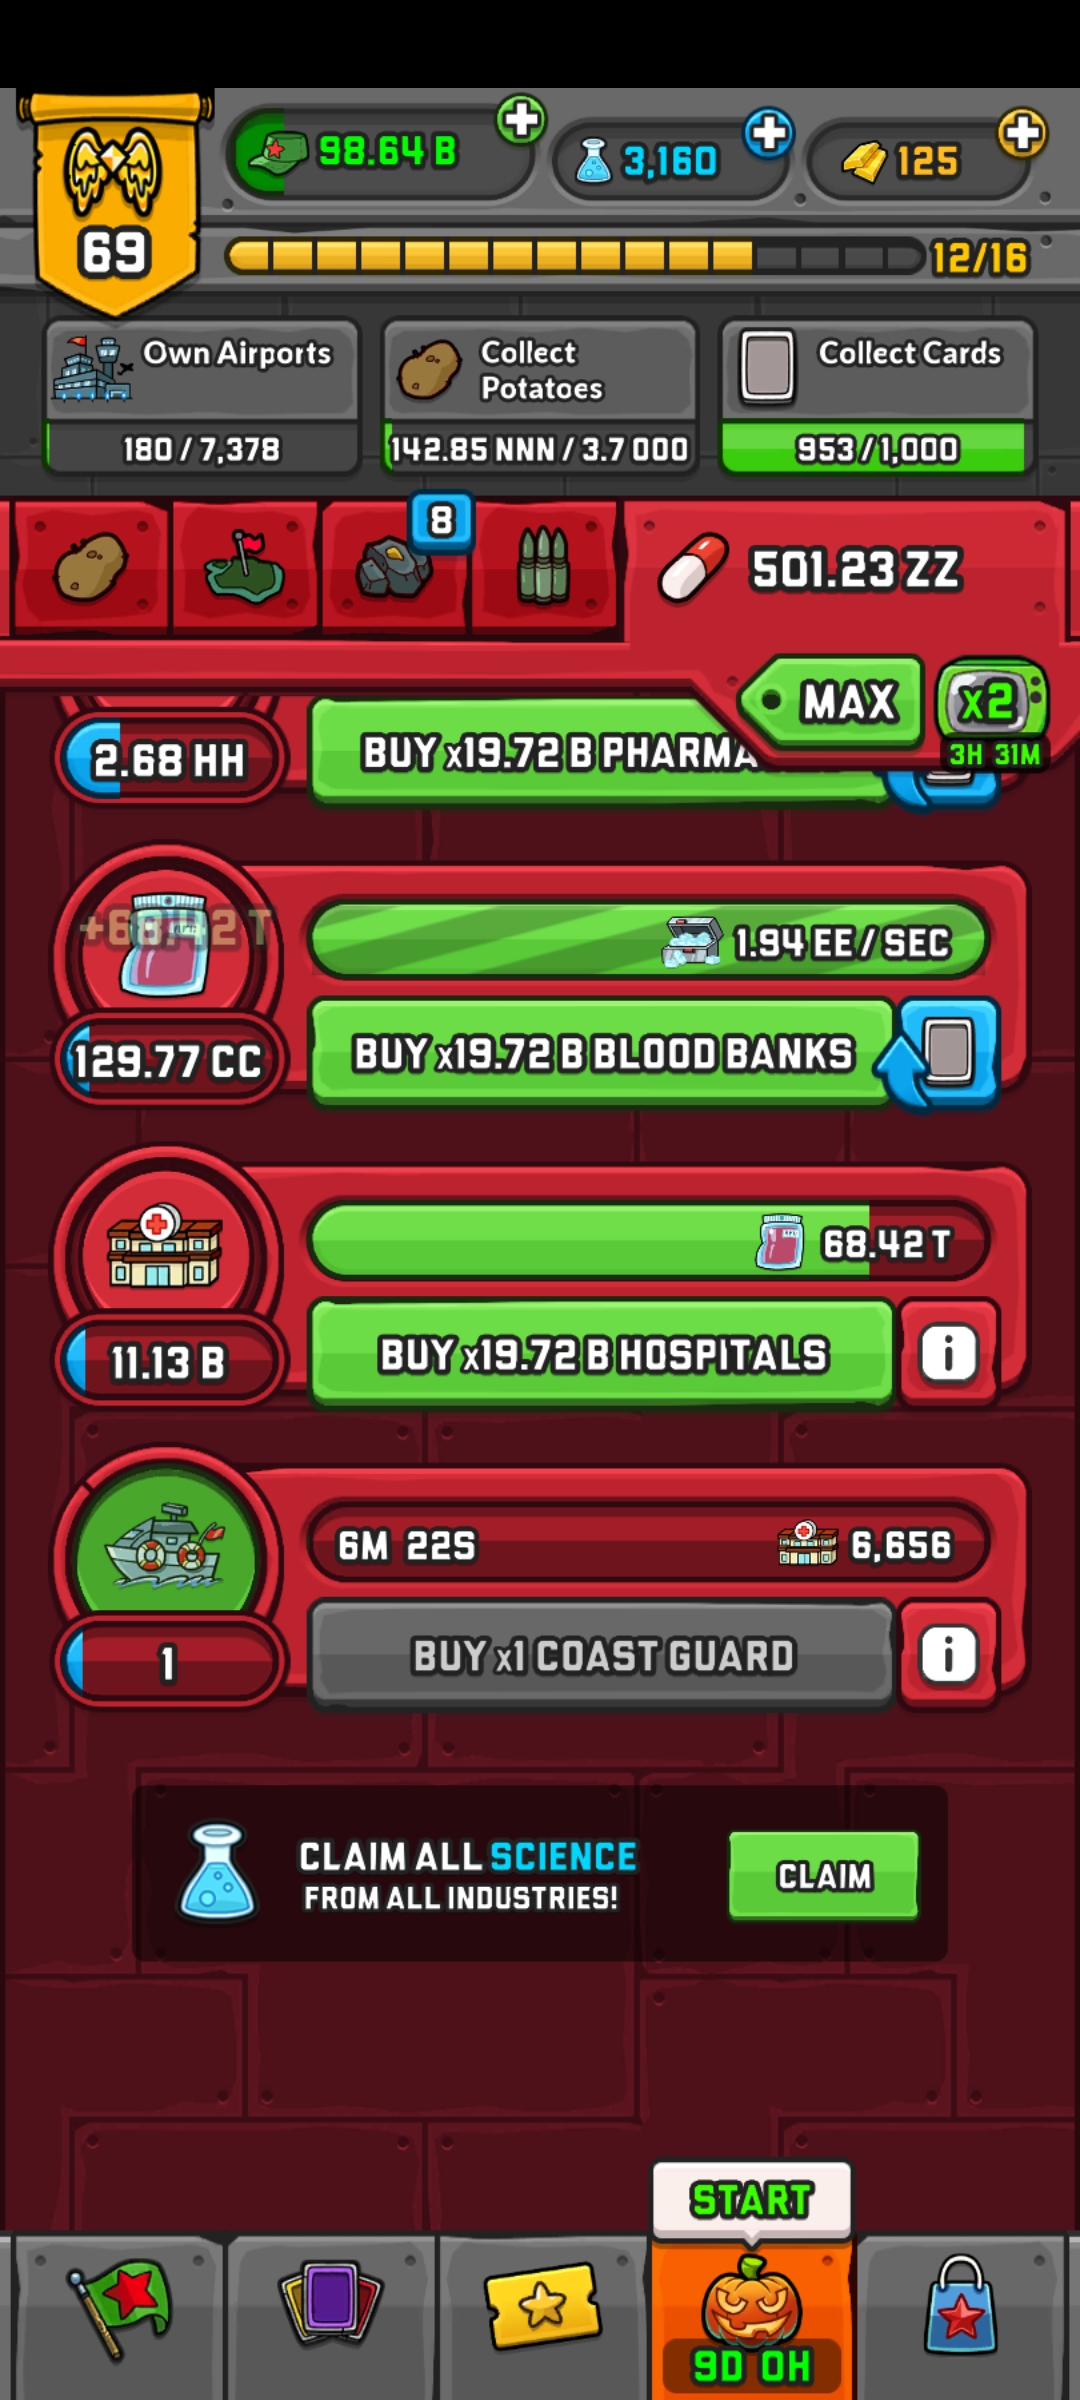 98.64 B
3,160
125
69
12/16
Own Airports
180 / 7,378
Collect
Potatoes
142.85 NNN / 3.7 000
Collect Cards
953 / 1,000
8
501.23 ZZ
MAX
x2
3H 31M
2.68 HH
BUY x19.72 B PHARMA
+68.42 T
1.94 EE / SEC
129.77 CC
BUY x19.72 B BLOOD BANKS
68.42 T
11.13 B
BUY x19.72 B HOSPITALS
i
6M 22S
6,656
1
BUY x1 COAST GUARD
i
CLAIM ALL SCIENCE
FROM ALL INDUSTRIES!
CLAIM
START
9D 0H